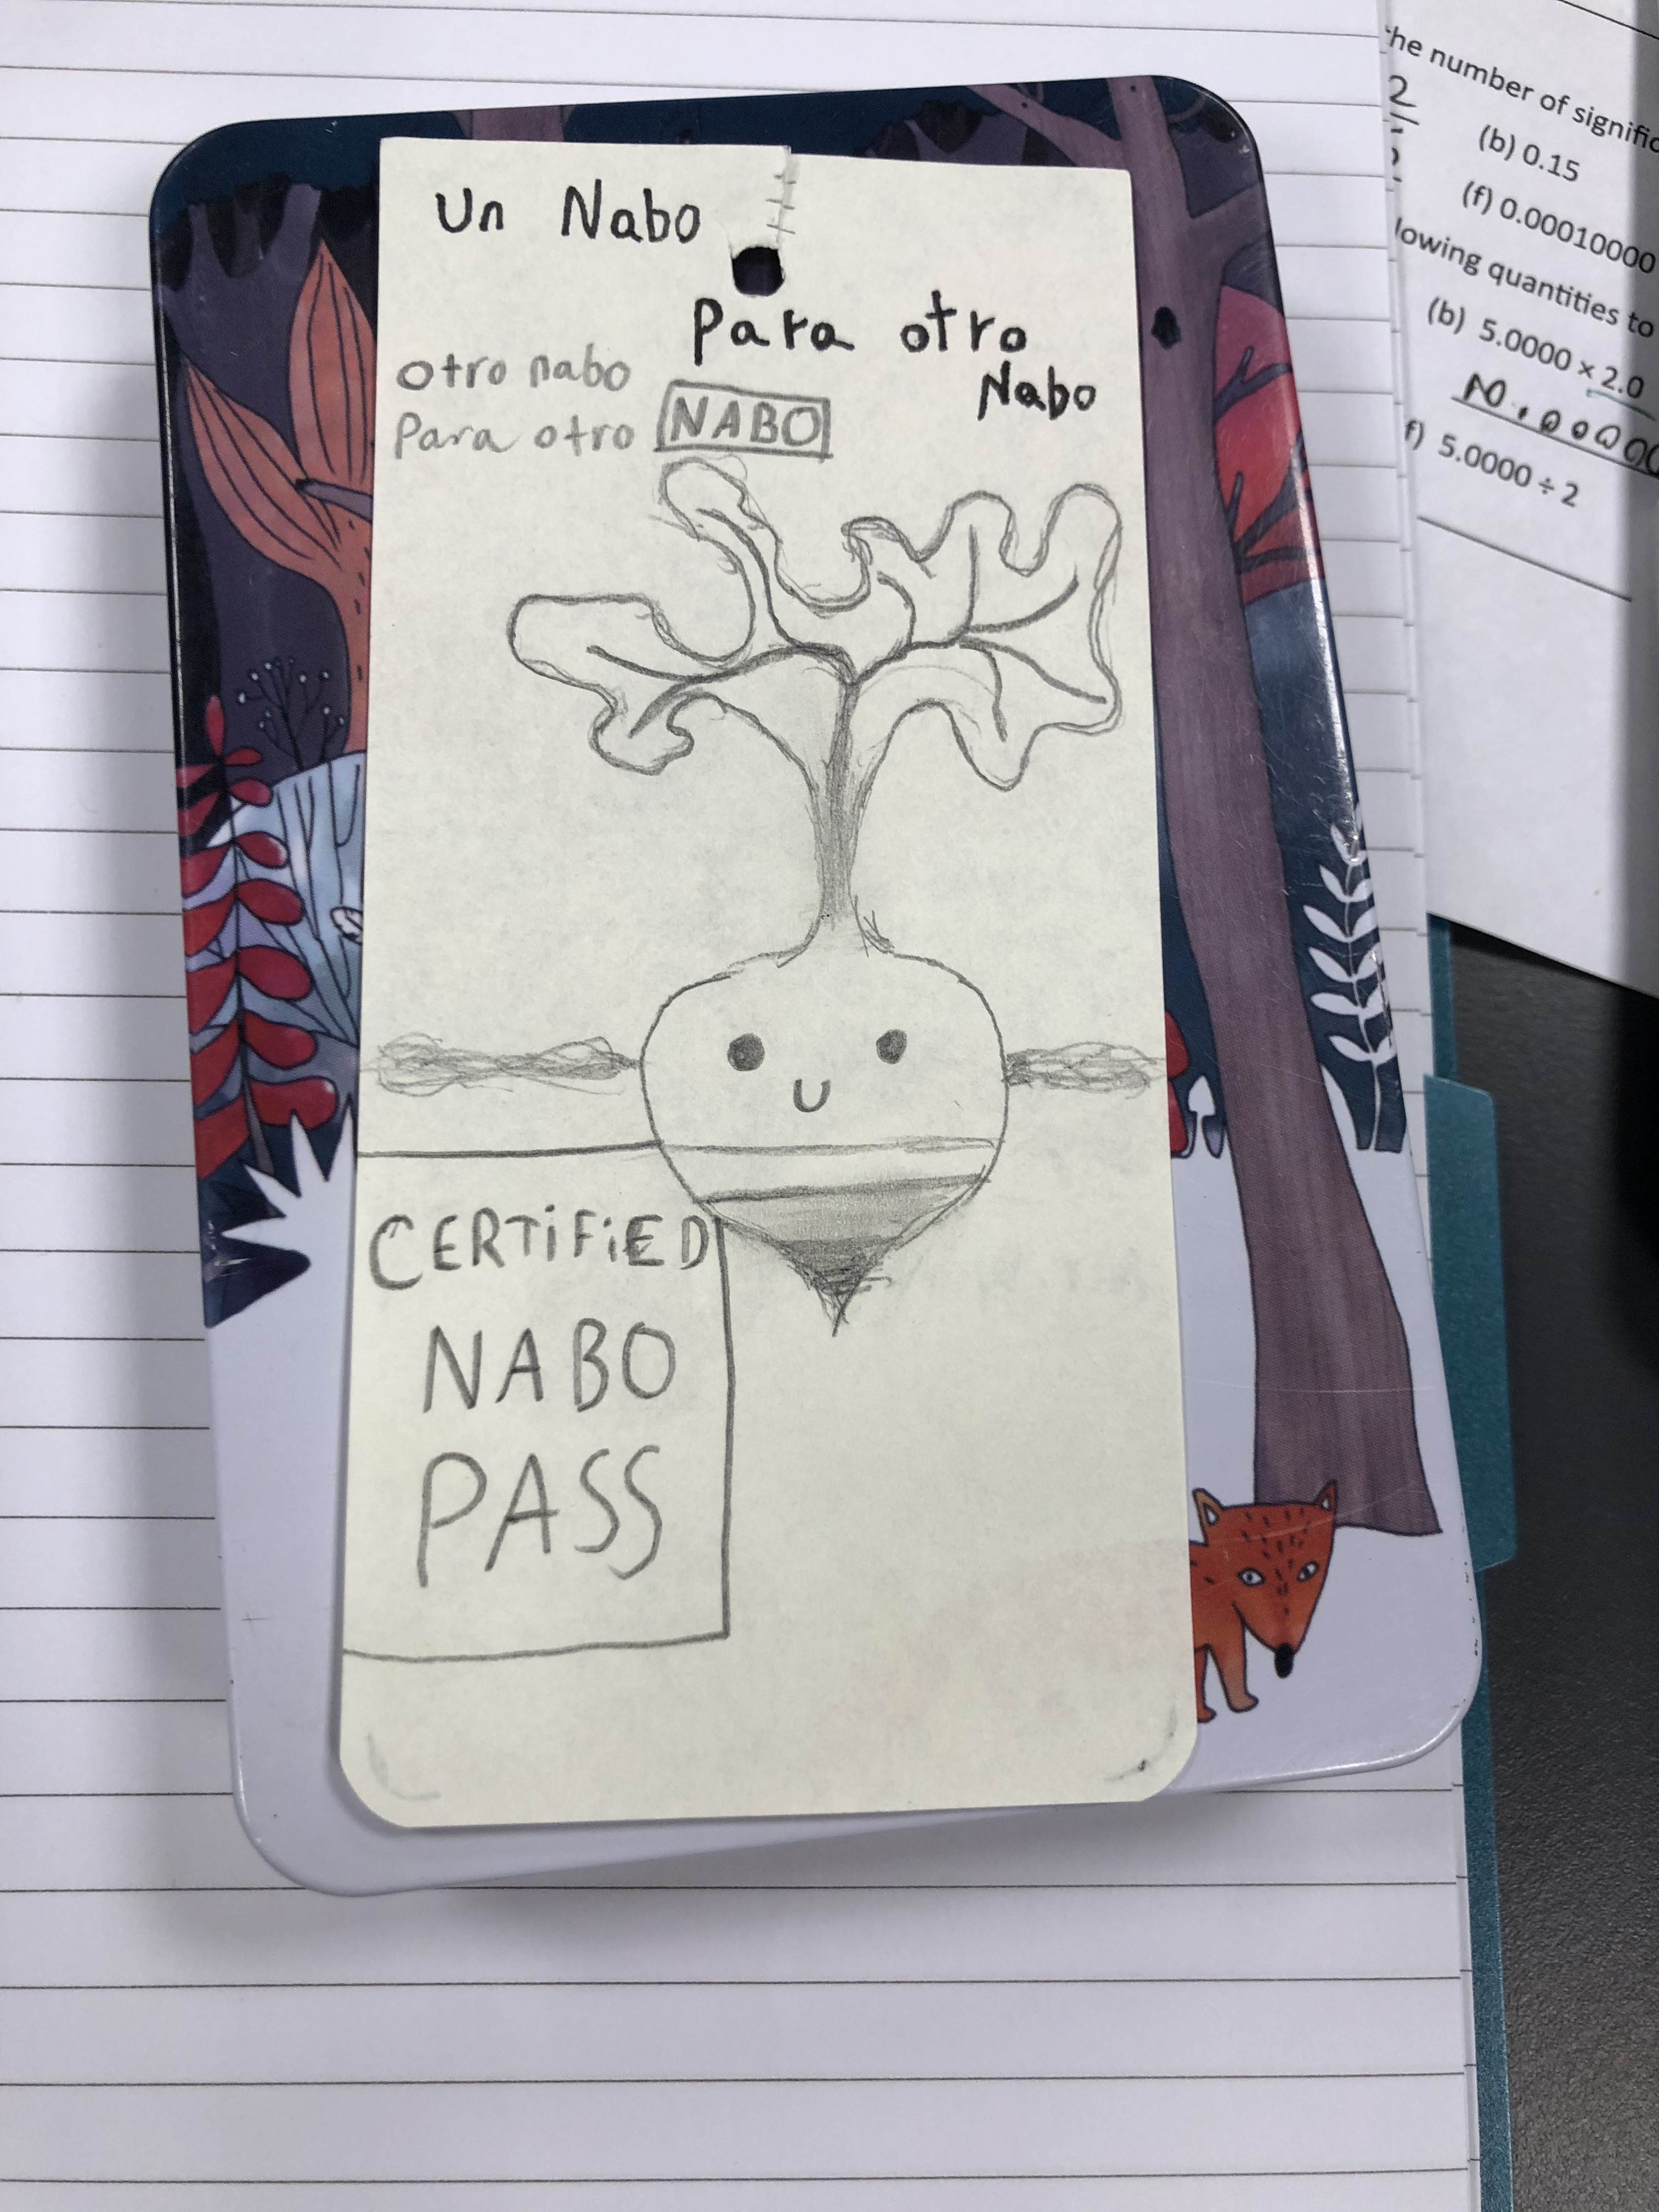 Un Nabo
Para otro
Nabo
otro nabo
Para otro NABO
CERTiFiED
NABO
PASS
he number of signific
2
(b) 0.15
(f) 0.00010000
lowing quantities to
(b) 5.0000 × 2.0
10.0000
f) 5.0000 ÷ 2